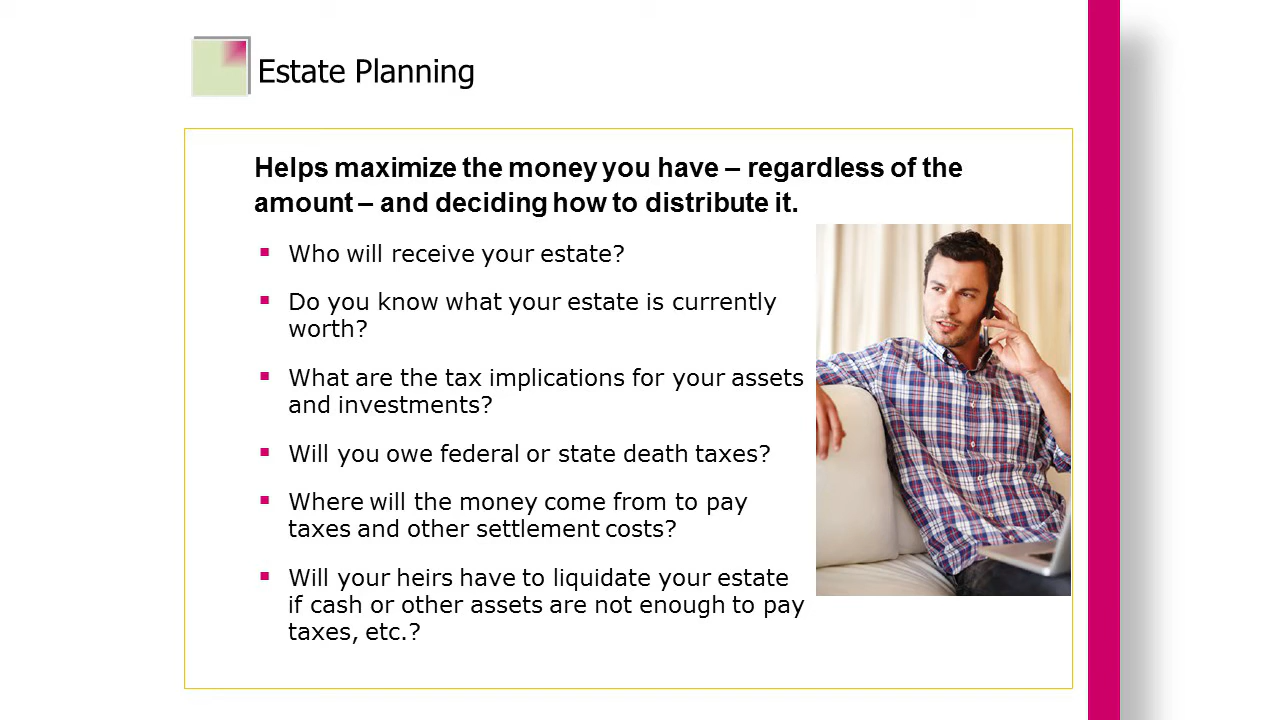 Estate Planning
Helps maximize the money you have – regardless of the
amount – and deciding how to distribute it.
Who will receive your estate?
Do you know what your estate is currently
worth?
What are the tax implications for your assets
and investments?
Will you owe federal or state death taxes?
Where will the money come from to pay
taxes and other settlement costs?
Will your heirs have to liquidate your estate
if cash or other assets are not enough to pay
taxes, etc.?